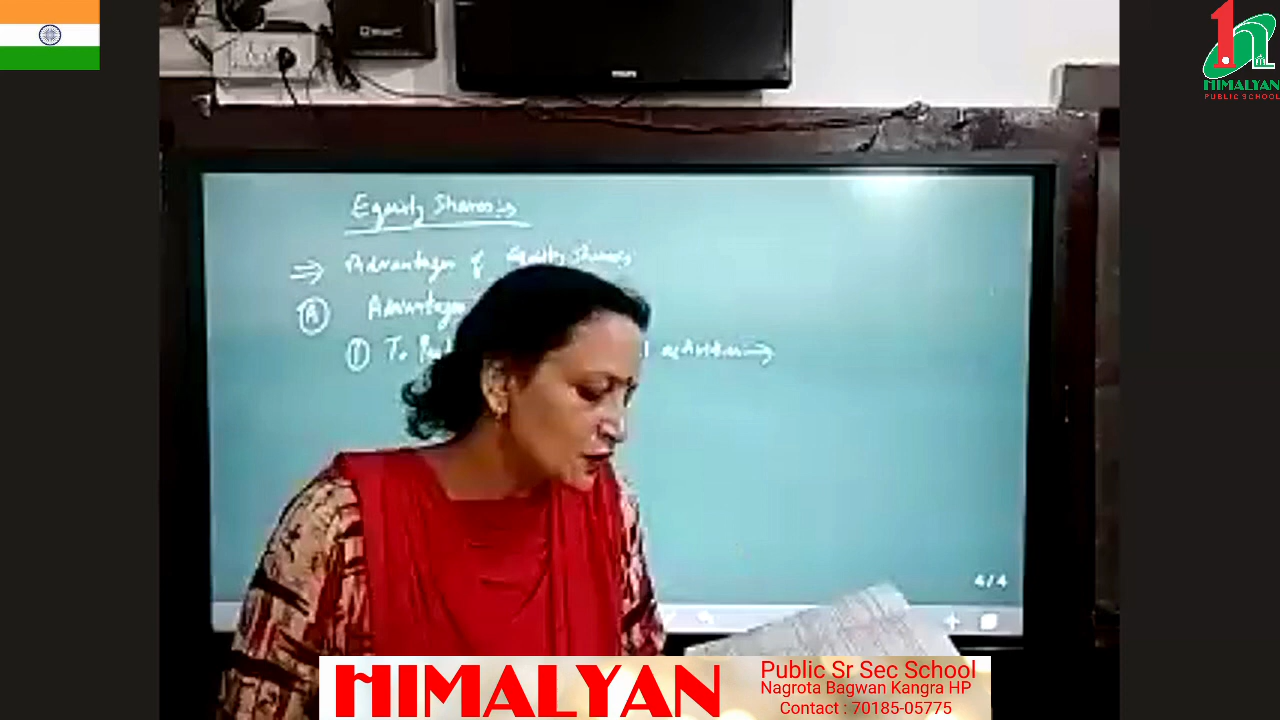 Equity Shares:-
⇒ Advantages of Equity Shares
(A) Advantages
① To
4/4
HIMALYAN
PUBLIC SCHOOL
HIMALYAN
Public Sr Sec School
Nagrota Bagwan Kangra HP
Contact : 70185-05775